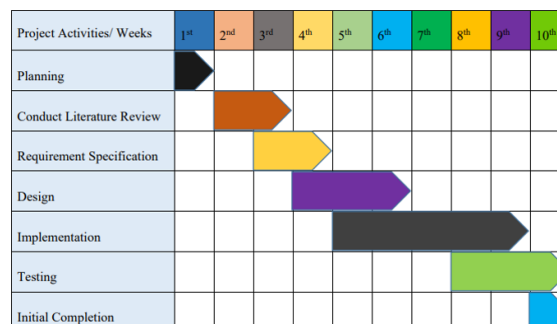 Project Activities/ Weeks 1st 2nd 3rd 4th 5th 6th 7th 8th 9th 10th
Planning
Conduct Literature Review
Requirement Specification
Design
Implementation
Testing
Initial Completion